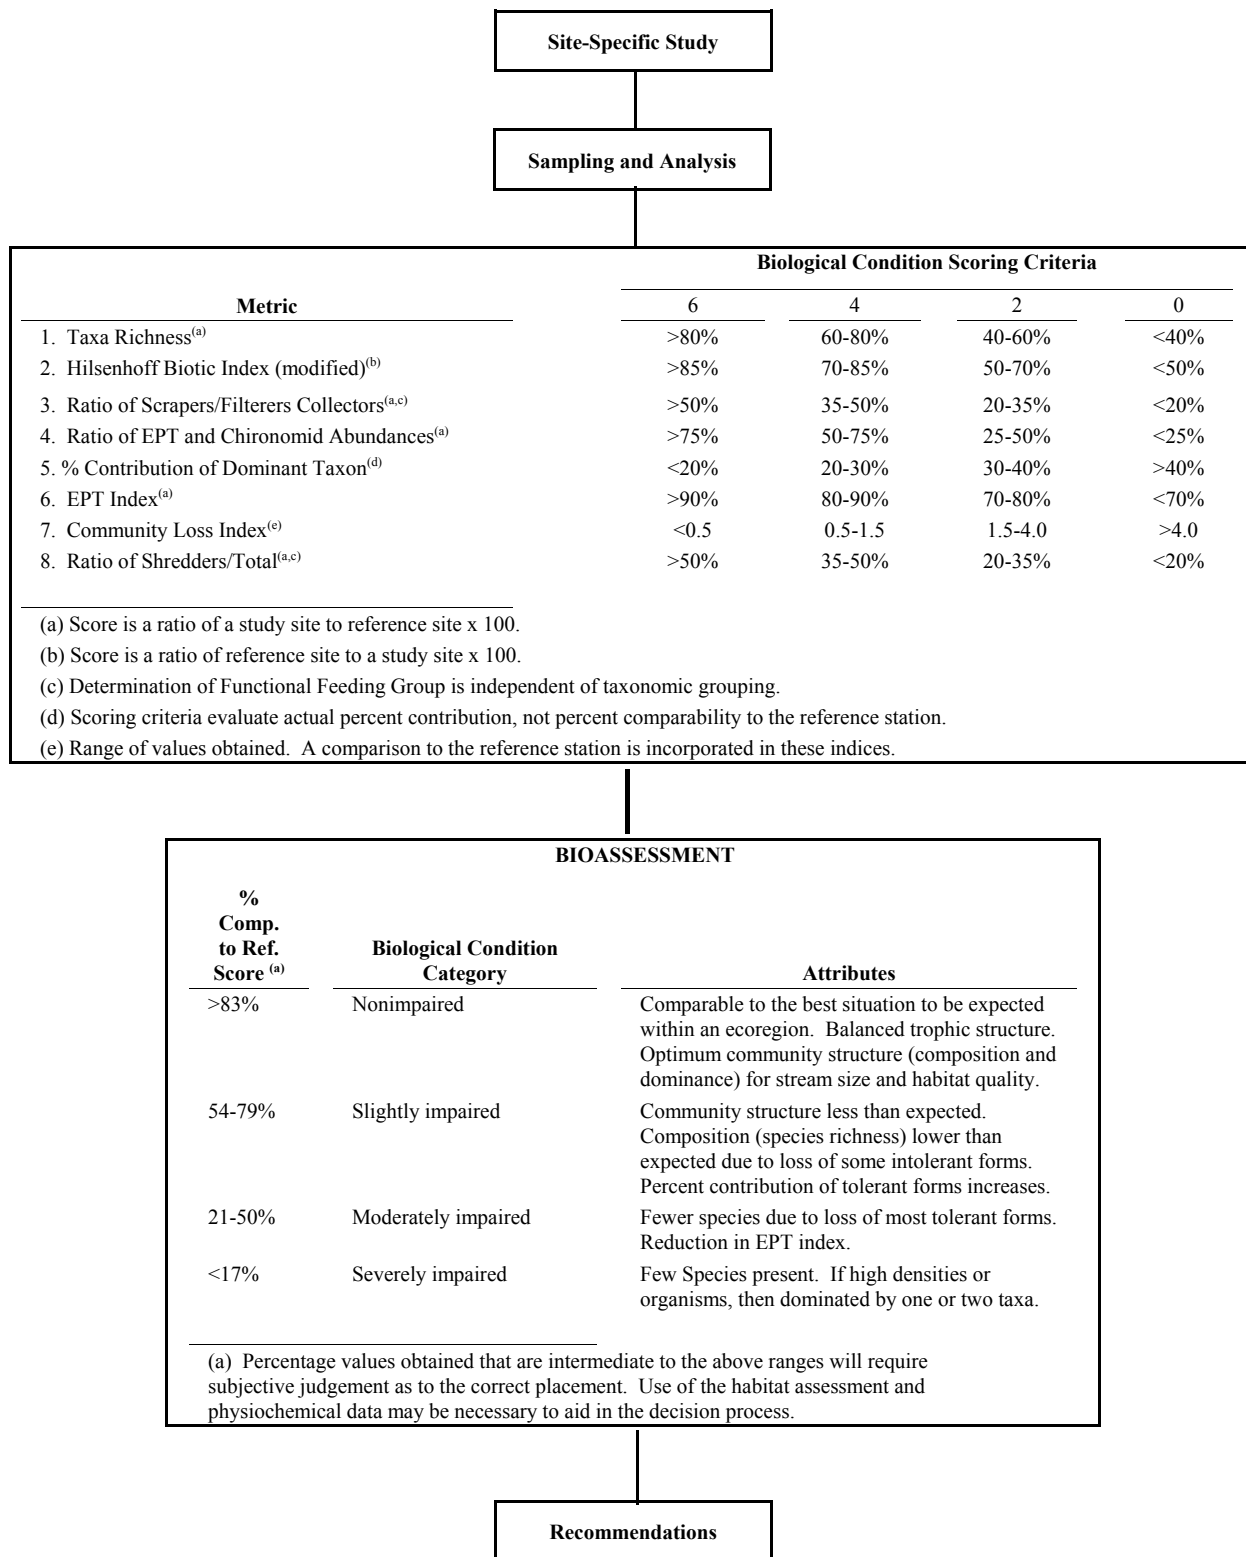 Site-Specific Study
Sampling and Analysis
Biological Condition Scoring Criteria
Metric 6 4 2 0
1. Taxa Richness(a) >80% 60-80% 40-60% <40%
2. Hilsenhoff Biotic Index (modified)(b) >85% 70-85% 50-70% <50%
3. Ratio of Scrapers/Filterers Collectors(a,c) >50% 35-50% 20-35% <20%
4. Ratio of EPT and Chironomid Abundances(a) >75% 50-75% 25-50% <25%
5. % Contribution of Dominant Taxon(d) <20% 20-30% 30-40% >40%
6. EPT Index(a) >90% 80-90% 70-80% <70%
7. Community Loss Index(e) <0.5 0.5-1.5 1.5-4.0 >4.0
8. Ratio of Shredders/Total(a,c) >50% 35-50% 20-35% <20%
(a) Score is a ratio of a study site to reference site x 100.
(b) Score is a ratio of reference site to a study site x 100.
(c) Determination of Functional Feeding Group is independent of taxonomic grouping.
(d) Scoring criteria evaluate actual percent contribution, not percent comparability to the reference station.
(e) Range of values obtained. A comparison to the reference station is incorporated in these indices.
BIOASSESSMENT
%
Comp.
to Ref. Biological Condition
Score (a) Category Attributes
>83% Nonimpaired Comparable to the best situation to be expected
within an ecoregion. Balanced trophic structure.
Optimum community structure (composition and
dominance) for stream size and habitat quality.
54-79% Slightly impaired Community structure less than expected.
Composition (species richness) lower than
expected due to loss of some intolerant forms.
Percent contribution of tolerant forms increases.
21-50% Moderately impaired Fewer species due to loss of most tolerant forms.
Reduction in EPT index.
<17% Severely impaired Few Species present. If high densities or
organisms, then dominated by one or two taxa.
(a) Percentage values obtained that are intermediate to the above ranges will require
subjective judgement as to the correct placement. Use of the habitat assessment and
physiochemical data may be necessary to aid in the decision process.
Recommendations